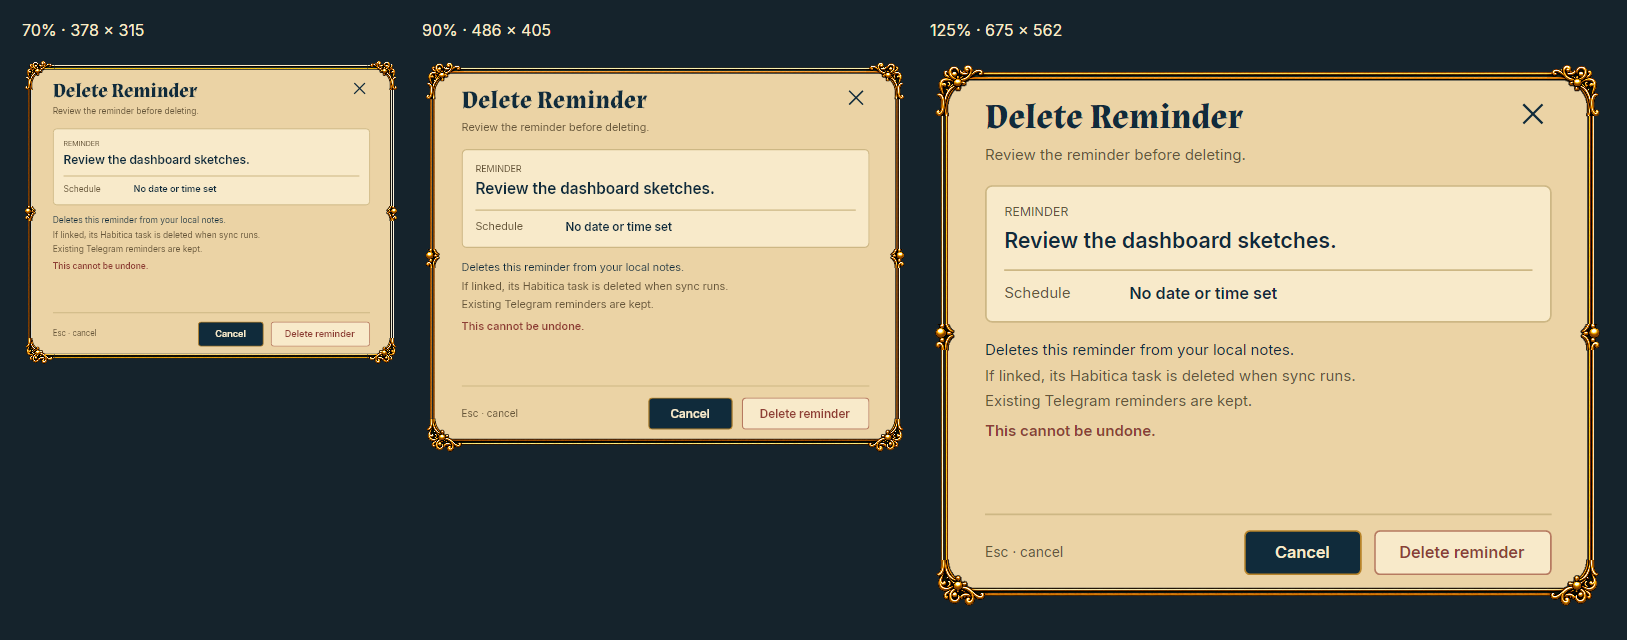 70% · 378 × 315
Delete Reminder
Review the reminder before deleting.
REMINDER
Review the dashboard sketches.
Schedule No date or time set
Deletes this reminder from your local notes.
If linked, its Habitica task is deleted when sync runs.
Existing Telegram reminders are kept.
This cannot be undone.
Esc · cancel Cancel Delete reminder
90% · 486 × 405
Delete Reminder
Review the reminder before deleting.
REMINDER
Review the dashboard sketches.
Schedule No date or time set
Deletes this reminder from your local notes.
If linked, its Habitica task is deleted when sync runs.
Existing Telegram reminders are kept.
This cannot be undone.
Esc · cancel Cancel Delete reminder
125% · 675 × 562
Delete Reminder
Review the reminder before deleting.
REMINDER
Review the dashboard sketches.
Schedule No date or time set
Deletes this reminder from your local notes.
If linked, its Habitica task is deleted when sync runs.
Existing Telegram reminders are kept.
This cannot be undone.
Esc · cancel Cancel Delete reminder